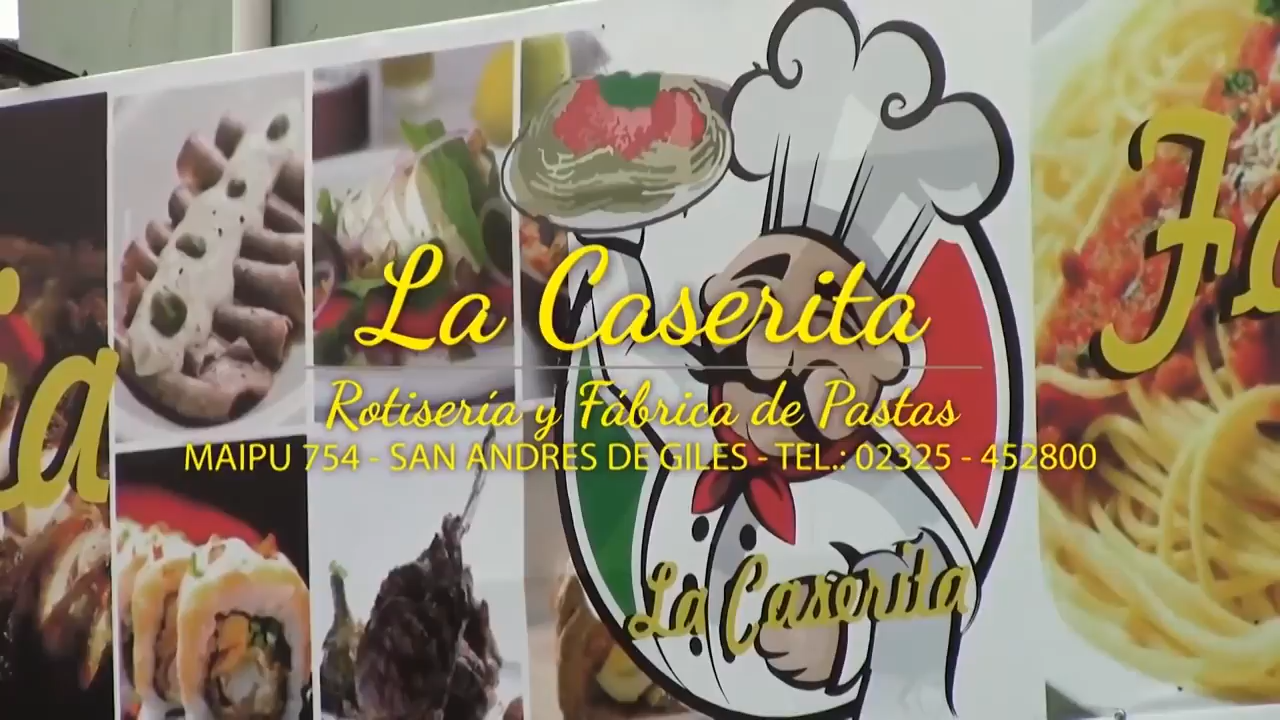 La Caserita
Rotisería y Fábrica de Pastas
MAIPU 754 - SAN ANDRES DE GILES - TEL.: 02325 - 452800
La Caserita